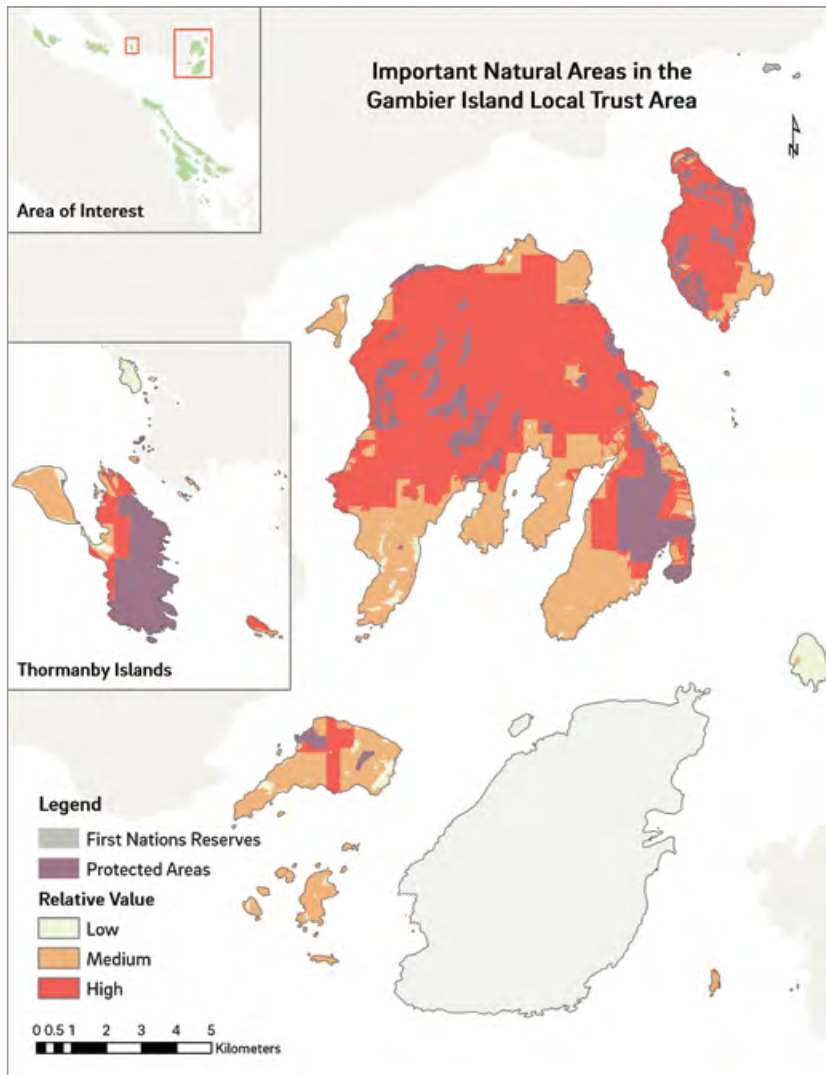 Important Natural Areas in the
Gambier Island Local Trust Area
N
Area of Interest
Thormanby Islands
Legend
First Nations Reserves
Protected Areas
Relative Value
Low
Medium
High
0 0.5 1 2 3 4 5
Kilometers